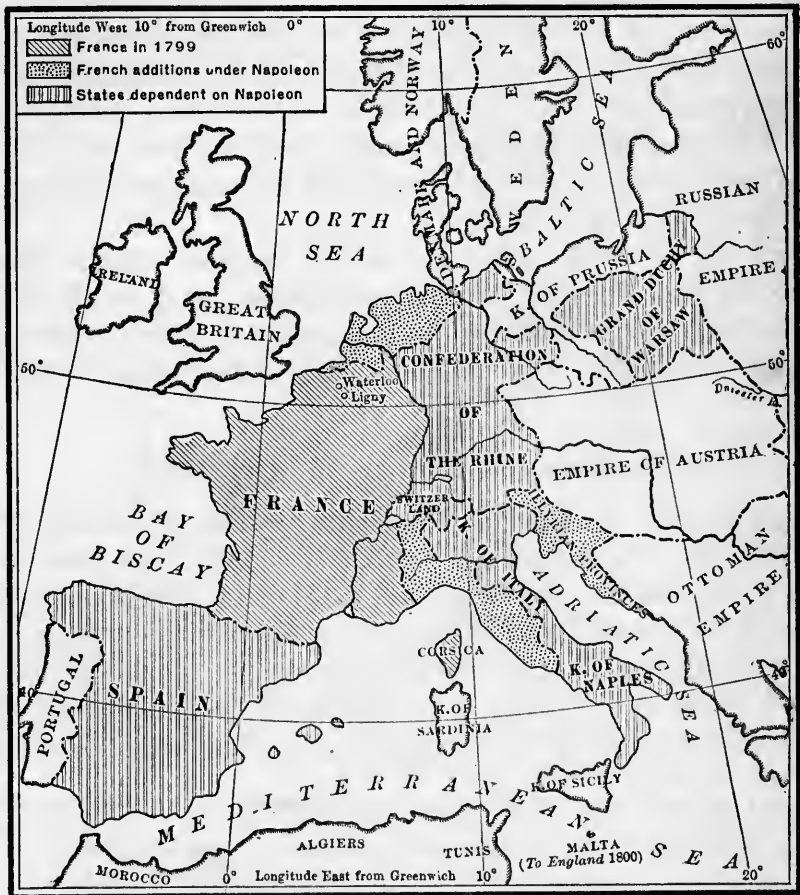 Longitude West 10° from Greenwich 0°
10°
20°
60°
France in 1799
French additions under Napoleon
States dependent on Napoleon
DENMARK AND NORWAY
SWEDEN
BALTIC SEA
NORTH
SEA
RUSSIAN
EMPIRE
IRELAND
GREAT
BRITAIN
K. OF PRUSSIA
GRAND DUCHY
OF
WARSAW
50°
50°
CONFEDERATION
OF
THE RHINE
Waterloo
Ligny
Dniester R.
EMPIRE OF AUSTRIA
FRANCE
SWITZER
LAND
BAY
OF
BISCAY
K. OF ITALY
ILLYRIAN PROVINCES
OTTOMAN
EMPIRE
ADRIATIC SEA
CORSICA
K. OF
NAPLES
PORTUGAL
SPAIN
40°
40°
K. OF
SARDINIA
MEDITERRANEAN SEA
K. OF SICILY
ALGIERS
TUNIS
MALTA
(To England 1800)
MOROCCO
0° Longitude East from Greenwich 10°
20°